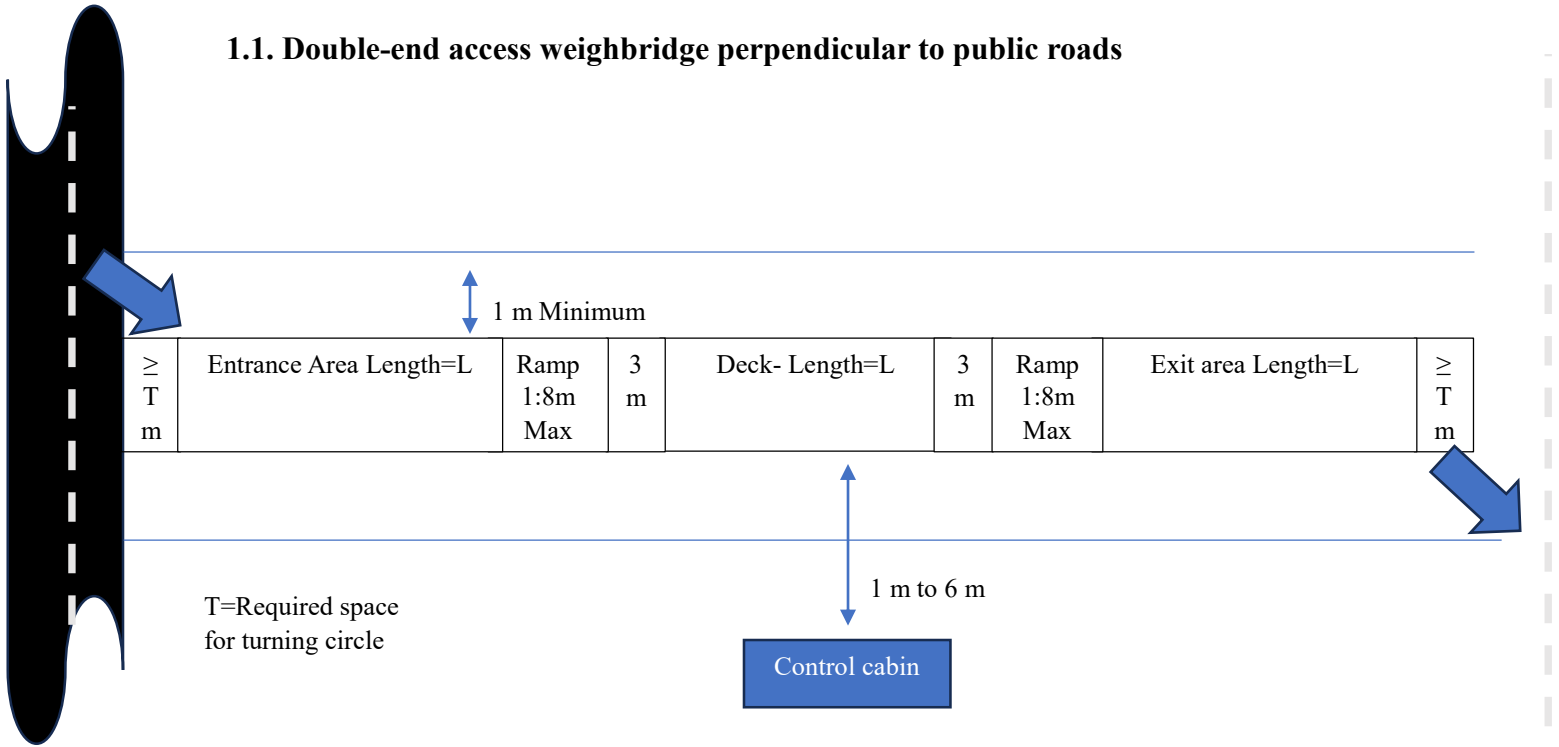 1.1. Double-end access weighbridge perpendicular to public roads
1 m Minimum
≥
T
m
Entrance Area Length=L
Ramp
1:8m
Max
3
m
Deck- Length=L
3
m
Ramp
1:8m
Max
Exit area Length=L
≥
T
m
1 m to 6 m
T=Required space
for turning circle
Control cabin